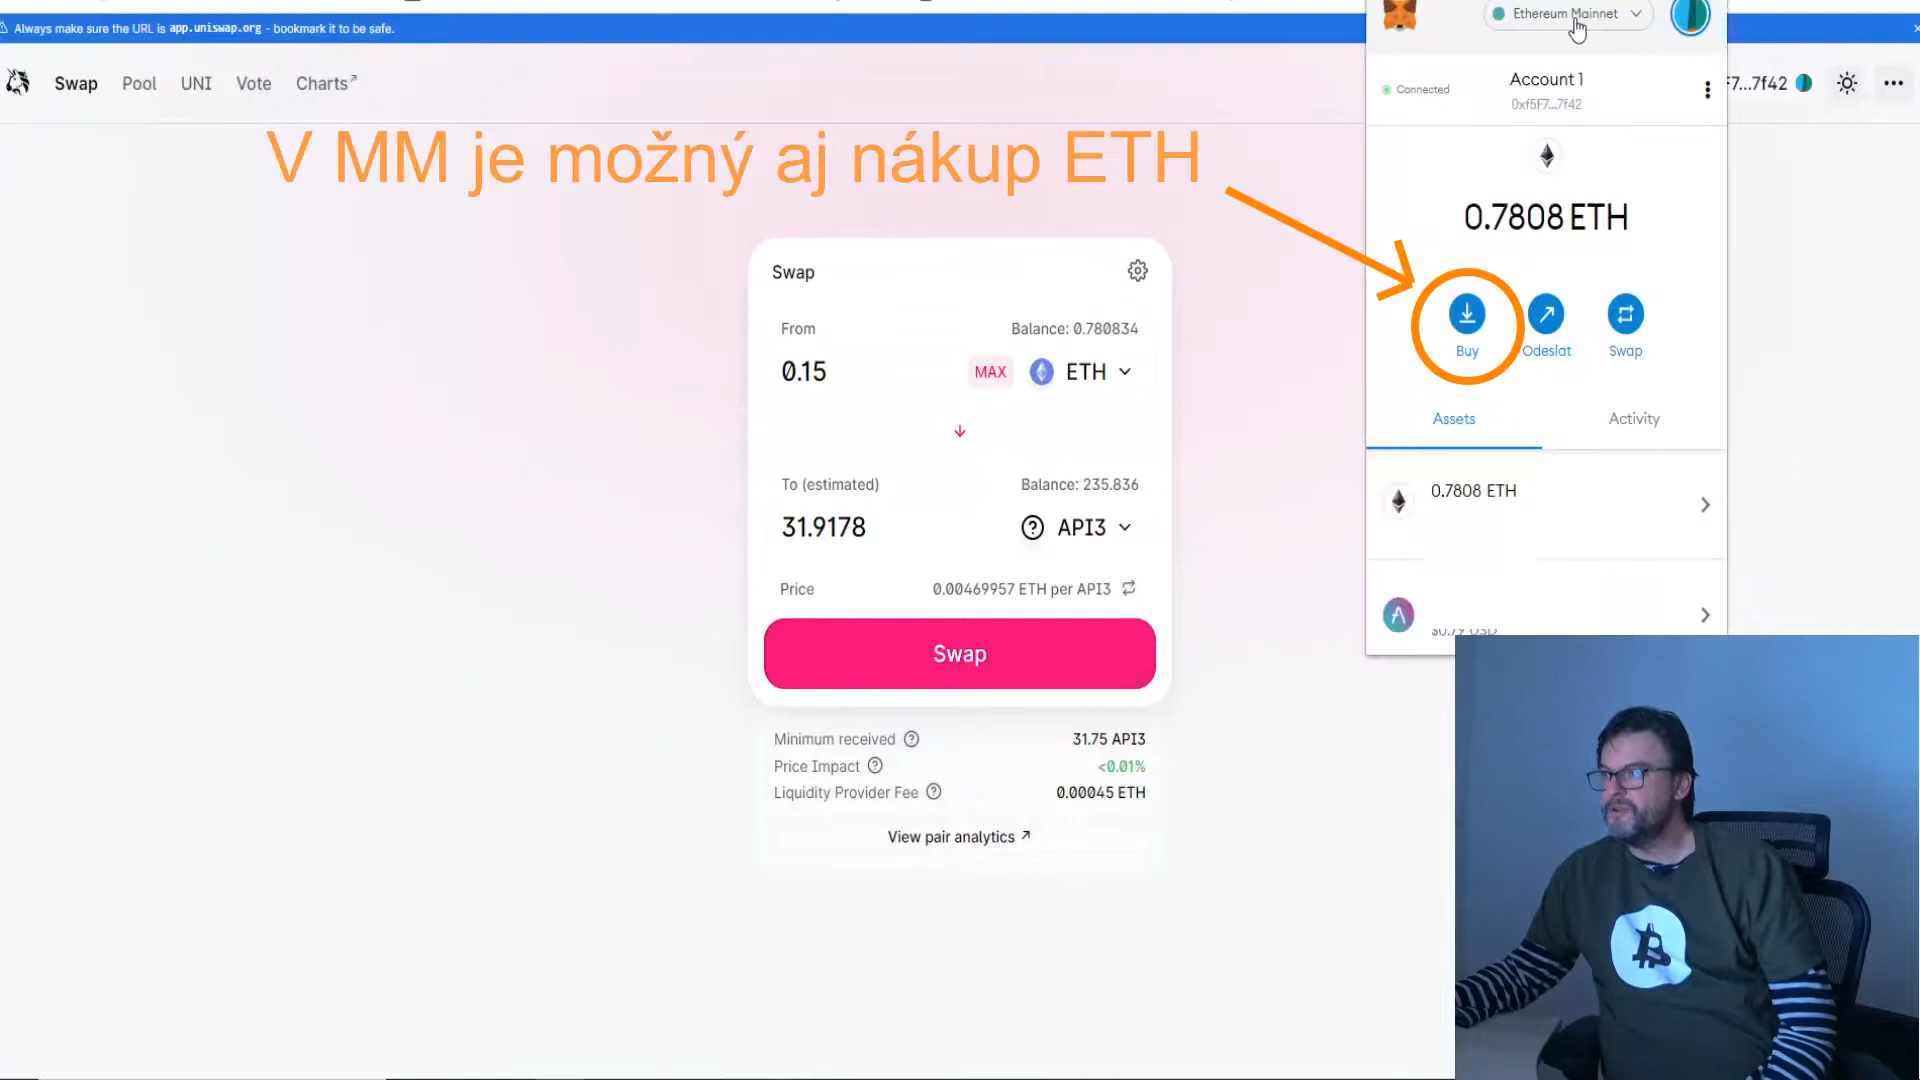 Always make sure the URL is app.uniswap.org - bookmark it to be safe.
Ethereum Mainnet
Swap Pool UNI Vote Charts↗
F7...7f42
Connected
Account 1
0xf5F7...7f42
V MM je možný aj nákup ETH
0.7808 ETH
Buy Odeslat Swap
Assets Activity
0.7808 ETH
$0.79 USD
Swap
From Balance: 0.780834
0.15 MAX ETH
To (estimated) Balance: 235.836
31.9178 API3
Price 0.00469957 ETH per API3
Swap
Minimum received 31.75 API3
Price Impact <0.01%
Liquidity Provider Fee 0.00045 ETH
View pair analytics ↗